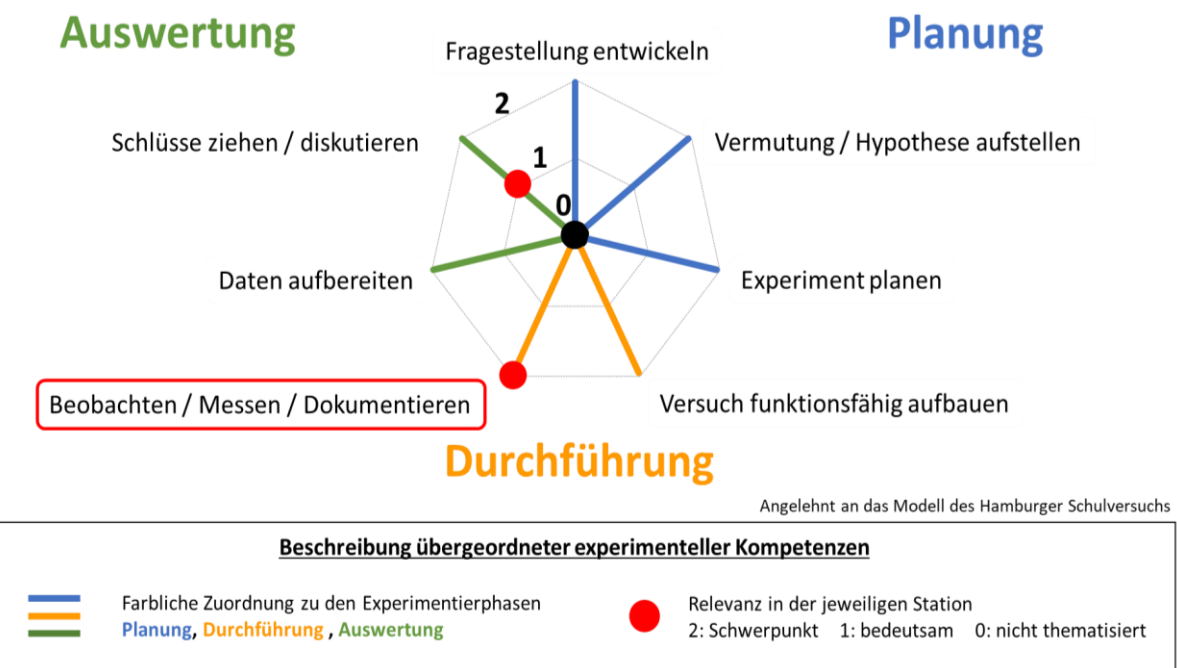 Auswertung
Planung
Fragestellung entwickeln
2
Schlüsse ziehen / diskutieren
Vermutung / Hypothese aufstellen
1
0
Daten aufbereiten
Experiment planen
Beobachten / Messen / Dokumentieren
Versuch funktionsfähig aufbauen
Durchführung
Angelehnt an das Modell des Hamburger Schulversuchs
Beschreibung übergeordneter experimenteller Kompetenzen
Farbliche Zuordnung zu den Experimentierphasen
Planung, Durchführung , Auswertung
Relevanz in der jeweiligen Station
2: Schwerpunkt 1: bedeutsam 0: nicht thematisiert